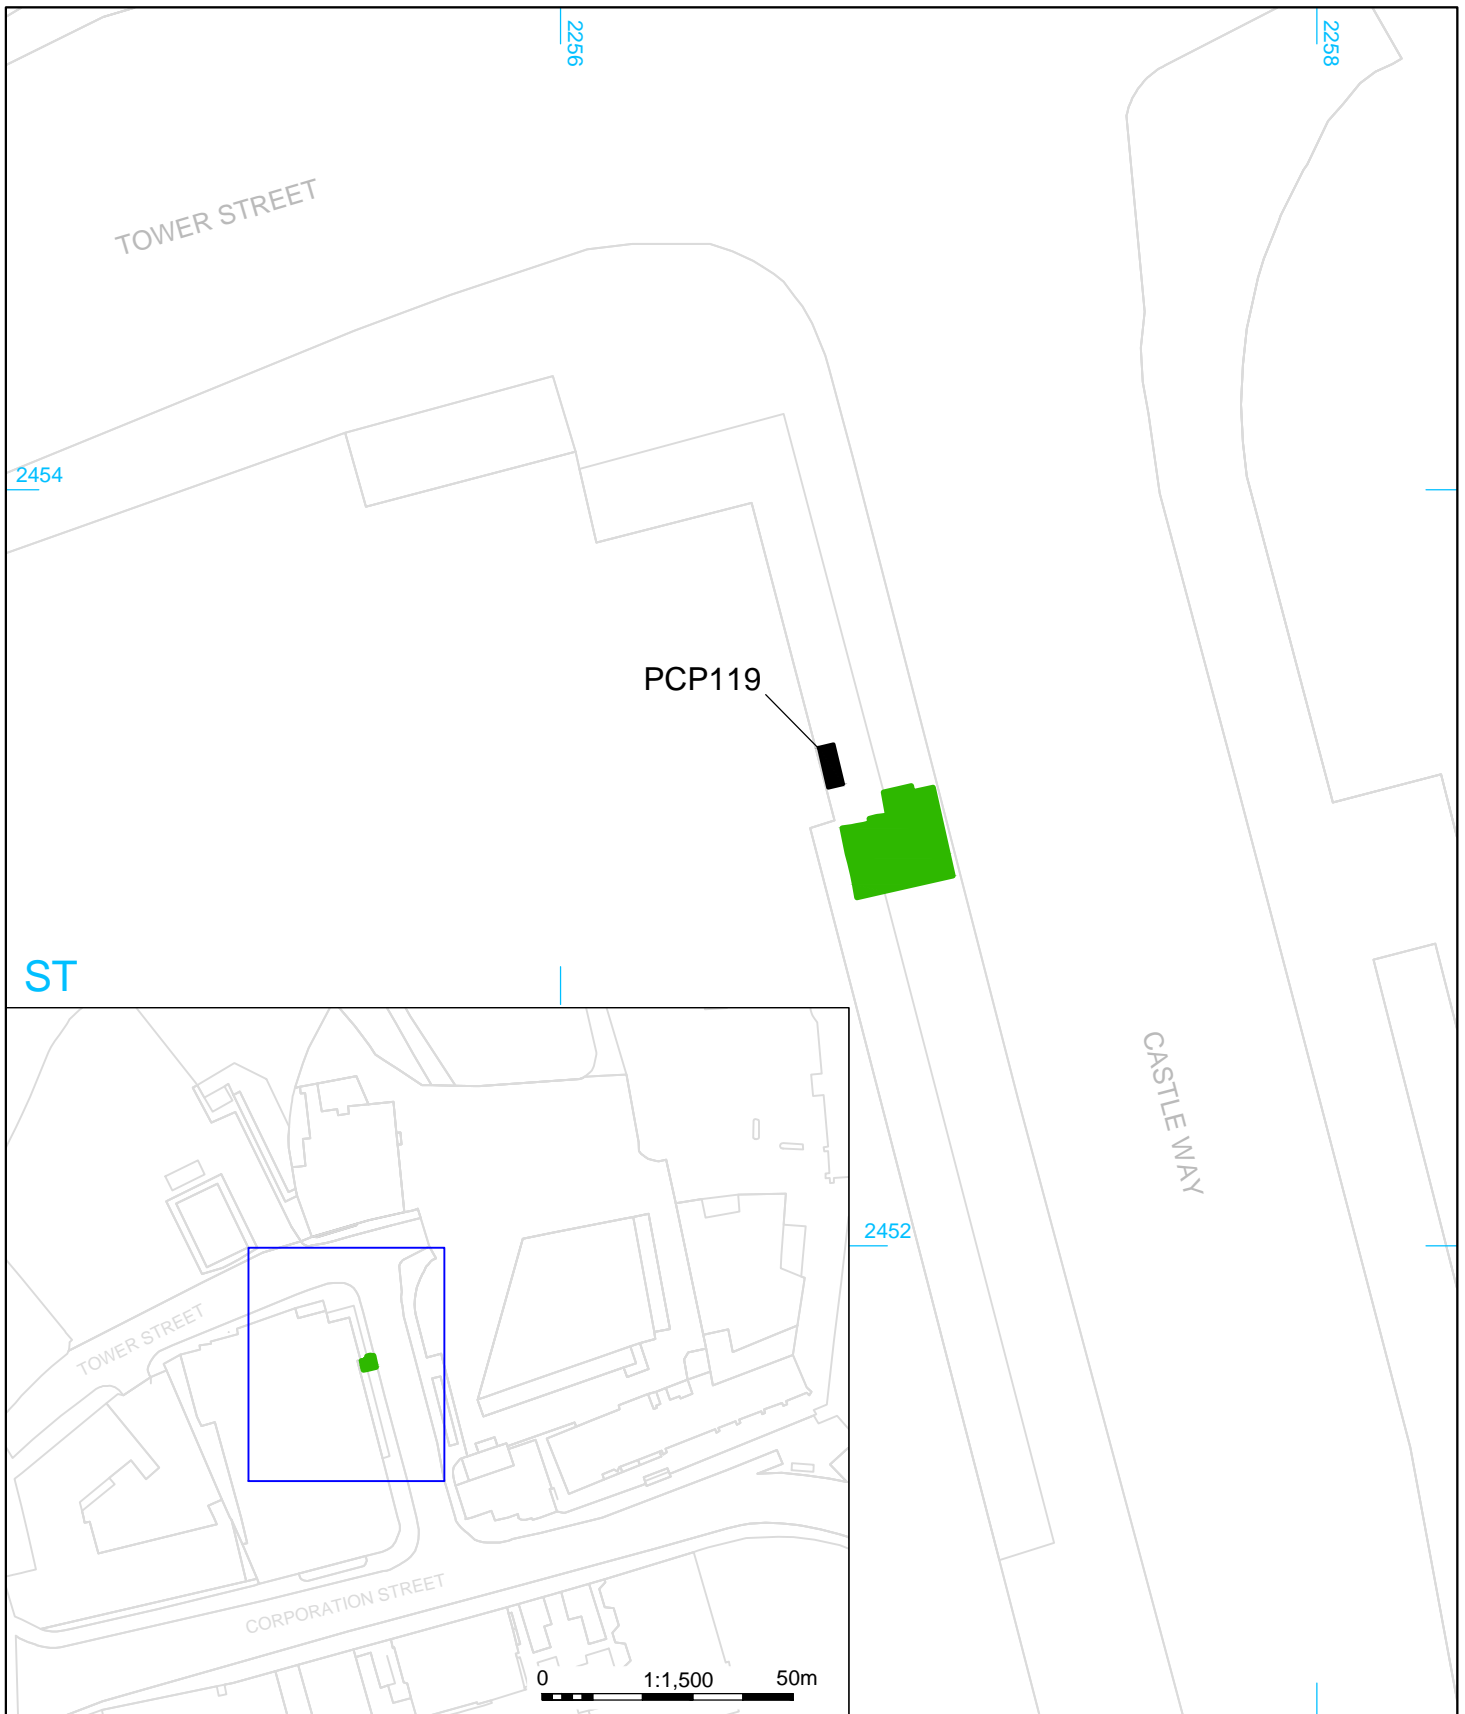 2256
2258
TOWER STREET
2454
PCP119
ST
CASTLE WAY
2452
TOWER STREET
CORPORATION STREET
0 1:1,500 50m